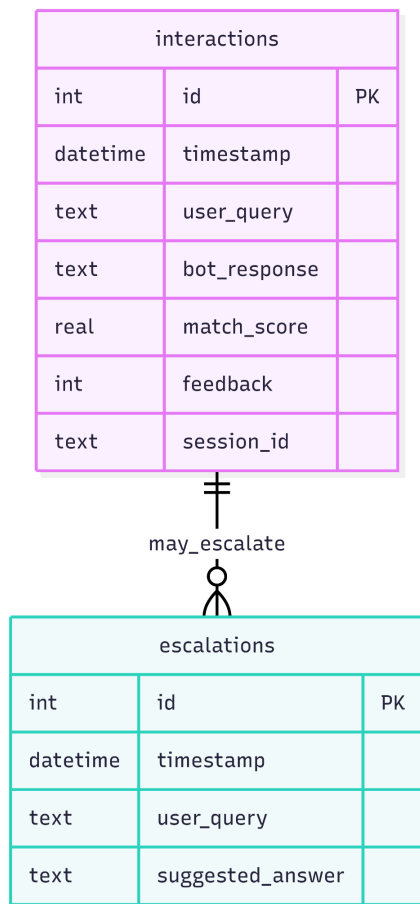 interactions
int id PK
datetime timestamp
text user_query
text bot_response
real match_score
int feedback
text session_id
may_escalate
escalations
int id PK
datetime timestamp
text user_query
text suggested_answer